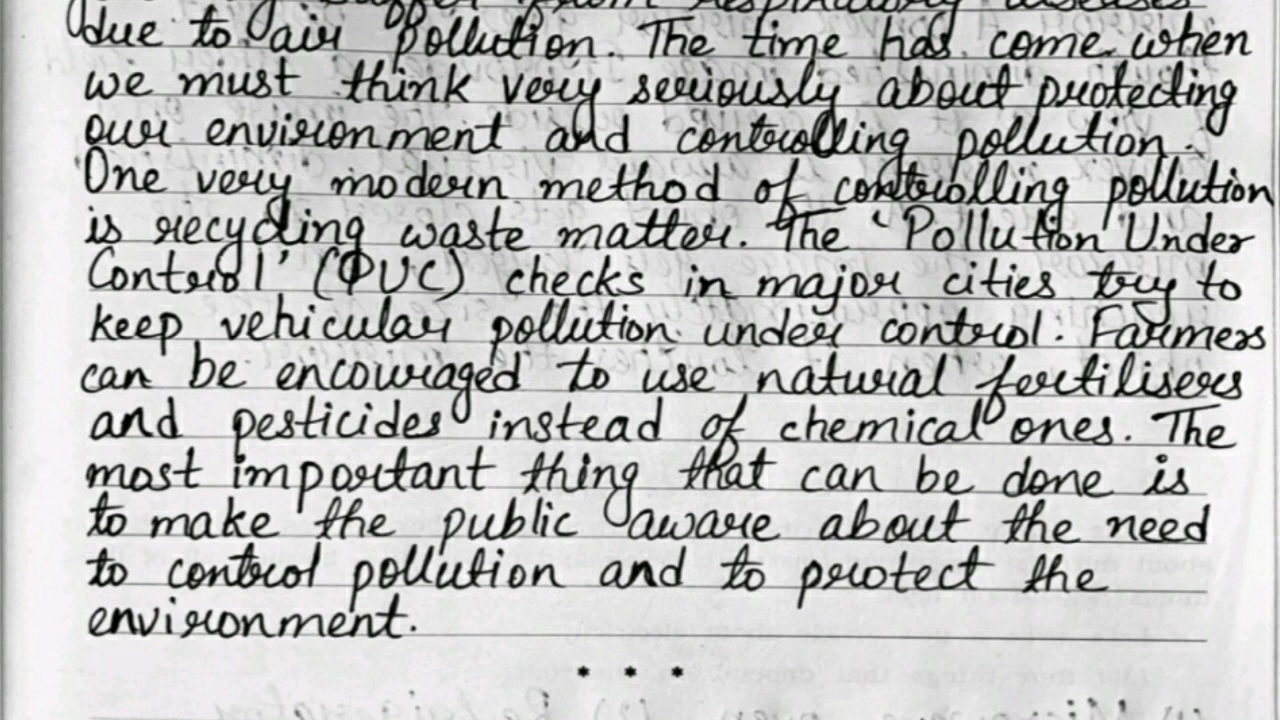 suffer from respiratory diseases
due to air pollution. The time has come when
we must think very seriously about protecting
our environment and controlling pollution.
One very modern method of controlling pollution
is recycling waste matter. The 'Pollution Under
Control' (PUC) checks in major cities try to
keep vehicular pollution under control. Farmers
can be encouraged to use natural fertilisers
and pesticides instead of chemical ones. The
most important thing that can be done is
to make the public aware about the need
to control pollution and to protect the
environment.
* * *